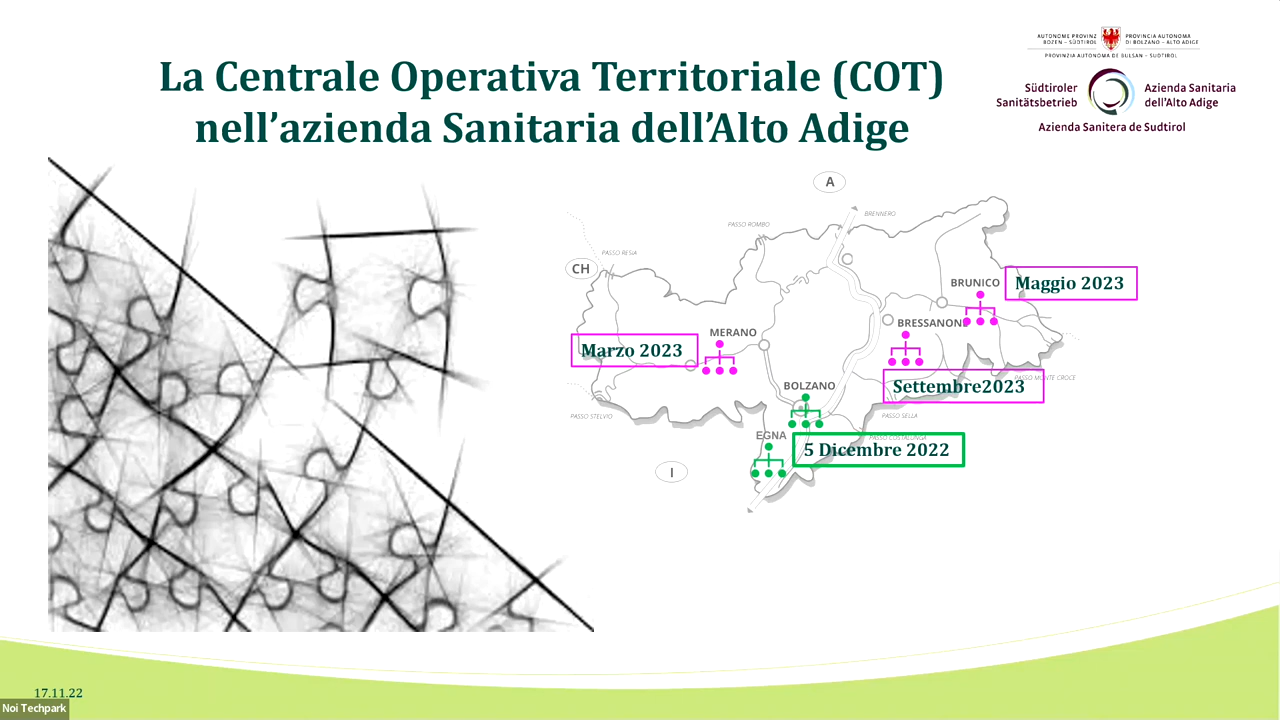 La Centrale Operativa Territoriale (COT)
nell’azienda Sanitaria dell’Alto Adige
AUTONOME PROVINZ
BOZEN – SÜDTIROL
PROVINCIA AUTONOMA
DI BOLZANO – ALTO ADIGE
PROVINZIA AUTONOMA DE BULSAN – SÜDTIROL
Südtiroler
Sanitätsbetrieb
Azienda Sanitaria
dell'Alto Adige
Azienda Sanitera de Sudtirol
A
PASSO ROMBO
BRENNERO
PASSO RESIA
CH
BRUNICO
Maggio 2023
MERANO
BRESSANONE
Marzo 2023
BOLZANO
Settembre2023
PASSO MONTE CROCE
PASSO STELVIO
PASSO SELLA
EGNA
PASSO COSTALUNGA
5 Dicembre 2022
I
17.11.22
Noi Techpark